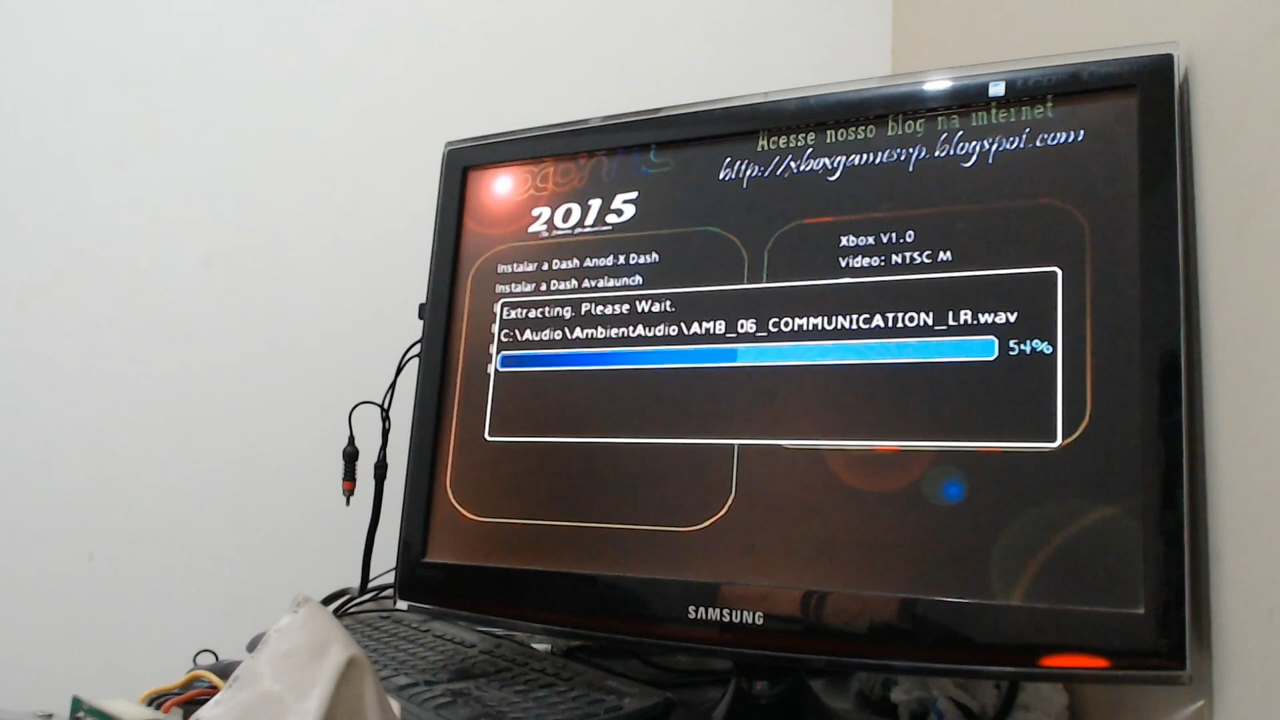 Acesse nosso blog na internet
http://xboxgamesrp.blogspot.com
2015
Instalar a Dash Anod-X Dash
Instalar a Dash Avalaunch
Xbox V1.0
Video: NTSC M
Extracting. Please Wait.
C:\Audio\AmbientAudio\AMB_06_COMMUNICATION_LR.wav
54%
SAMSUNG